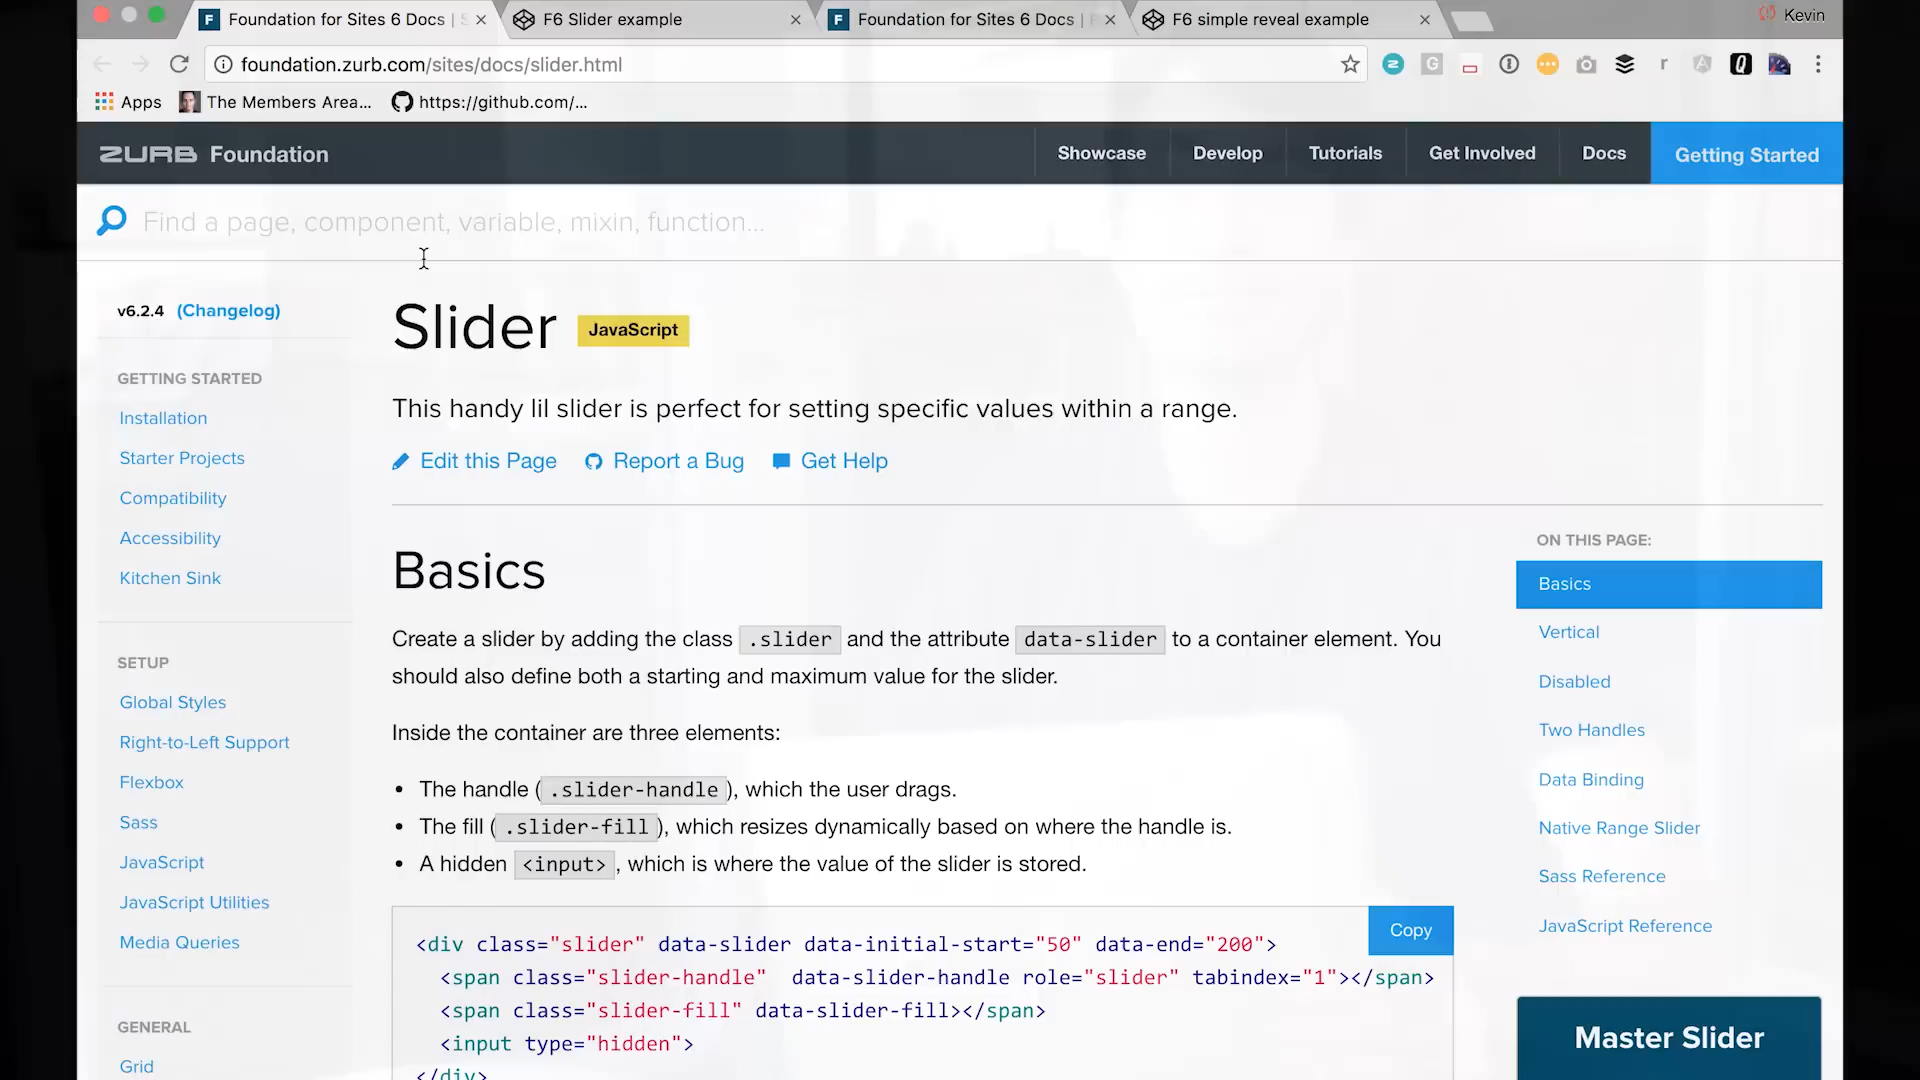 Foundation for Sites 6 Docs | S
F6 Slider example
Foundation for Sites 6 Docs |
F6 simple reveal example
Kevin
foundation.zurb.com/sites/docs/slider.html
Apps
The Members Area...
https://github.com/...
ZURB Foundation
Showcase
Develop
Tutorials
Get Involved
Docs
Getting Started
Find a page, component, variable, mixin, function...
v6.2.4 (Changelog)
GETTING STARTED
Installation
Starter Projects
Compatibility
Accessibility
Kitchen Sink
SETUP
Global Styles
Right-to-Left Support
Flexbox
Sass
JavaScript
JavaScript Utilities
Media Queries
GENERAL
Grid
Slider JavaScript
This handy lil slider is perfect for setting specific values within a range.
Edit this Page
Report a Bug
Get Help
Basics
Create a slider by adding the class .slider and the attribute data-slider to a container element. You
should also define both a starting and maximum value for the slider.
Inside the container are three elements:
• The handle ( .slider-handle ), which the user drags.
• The fill ( .slider-fill ), which resizes dynamically based on where the handle is.
• A hidden <input> , which is where the value of the slider is stored.
Copy
<div class="slider" data-slider data-initial-start="50" data-end="200">
<span class="slider-handle"  data-slider-handle role="slider" tabindex="1"></span>
<span class="slider-fill" data-slider-fill></span>
<input type="hidden">
</div>
ON THIS PAGE:
Basics
Vertical
Disabled
Two Handles
Data Binding
Native Range Slider
Sass Reference
JavaScript Reference
Master Slider